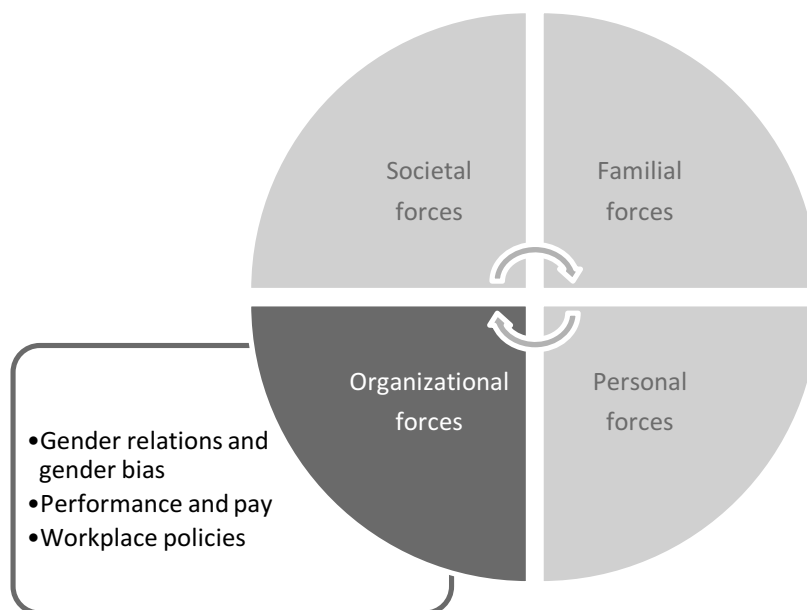 Societal
forces
Familial
forces
Organizational
forces
Personal
forces
•Gender relations and
gender bias
•Performance and pay
•Workplace policies